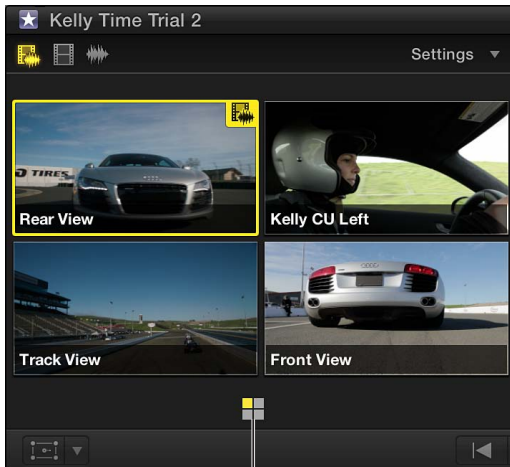 Kelly Time Trial 2
Settings
TIRES
Rear View
Kelly CU Left
Track View
Front View